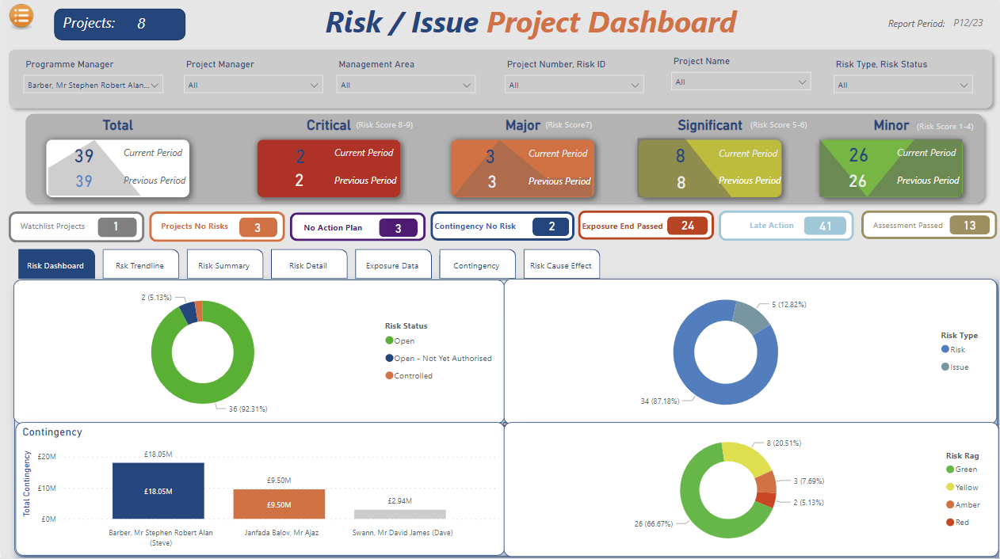 Projects: 8
Risk / Issue Project Dashboard
Report Period: P12/23
Programme Manager
Barber, Mr Stephen Robert Alan...
Project Manager
All
Management Area
All
Project Number, Risk ID
All
Project Name
All
Risk Type, Risk Status
All
Total
39 Current Period
39 Previous Period
Critical (Risk Score 8-9)
2 Current Period
2 Previous Period
Major (Risk Score7)
3 Current Period
3 Previous Period
Significant (Risk Score 5-6)
8 Current Period
8 Previous Period
Minor (Risk Score 1-4)
26 Current Period
26 Previous Period
Watchlist Projects 1
Projects No Risks 3
No Action Plan 3
Contingency No Risk 2
Exposure End Passed 24
Late Action 41
Assessment Passed 13
Risk Dashboard
Rsk Trendline
Risk Summary
Risk Detail
Exposure Data
Contingency
Risk Cause Effect
2 (5.13%)
36 (92.31%)
Risk Status
Open
Open - Not Yet Authorised
Controlled
5 (12.82%)
34 (87.18%)
Risk Type
Risk
Issue
Contingency
Total Contingency
£20M
£10M
£0M
£18.05M
£18.05M
£9.50M
£9.50M
£2.94M
Barber, Mr Stephen Robert Alan
(Steve)
Janfada Balov, Mr Ajaz
Swann, Mr David James (Dave)
8 (20.51%)
3 (7.69%)
2 (5.13%)
26 (66.67%)
Risk Rag
Green
Yellow
Amber
Red